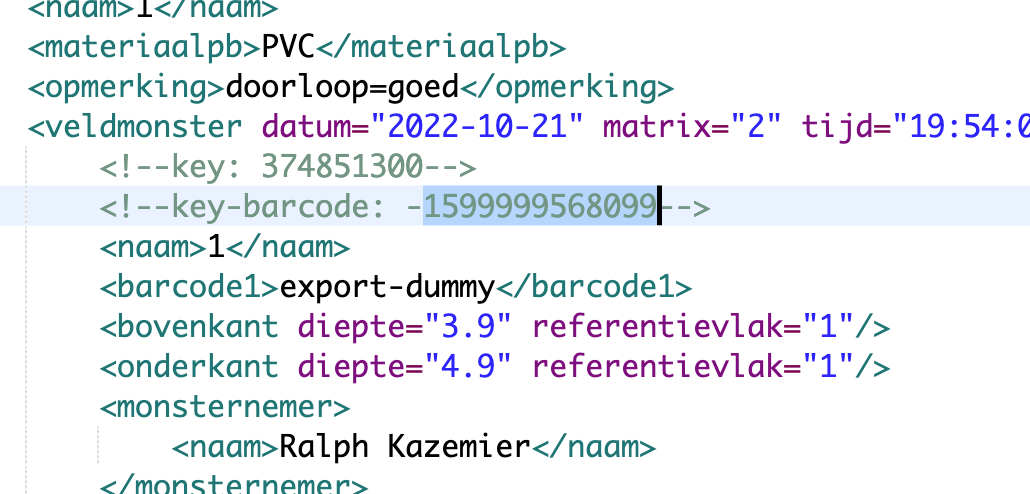 <naam>1</naam>
<materiaalpb>PVC</materiaalpb>
<opmerking>doorloop=goed</opmerking>
<veldmonster datum="2022-10-21" matrix="2" tijd="19:54:0
<!--key: 374851300-->
<!--key-barcode: -1599999568099-->
<naam>1</naam>
<barcode1>export-dummy</barcode1>
<bovenkant diepte="3.9" referentievlak="1"/>
<onderkant diepte="4.9" referentievlak="1"/>
<monsternemer>
<naam>Ralph Kazemier</naam>
</monsternemer>